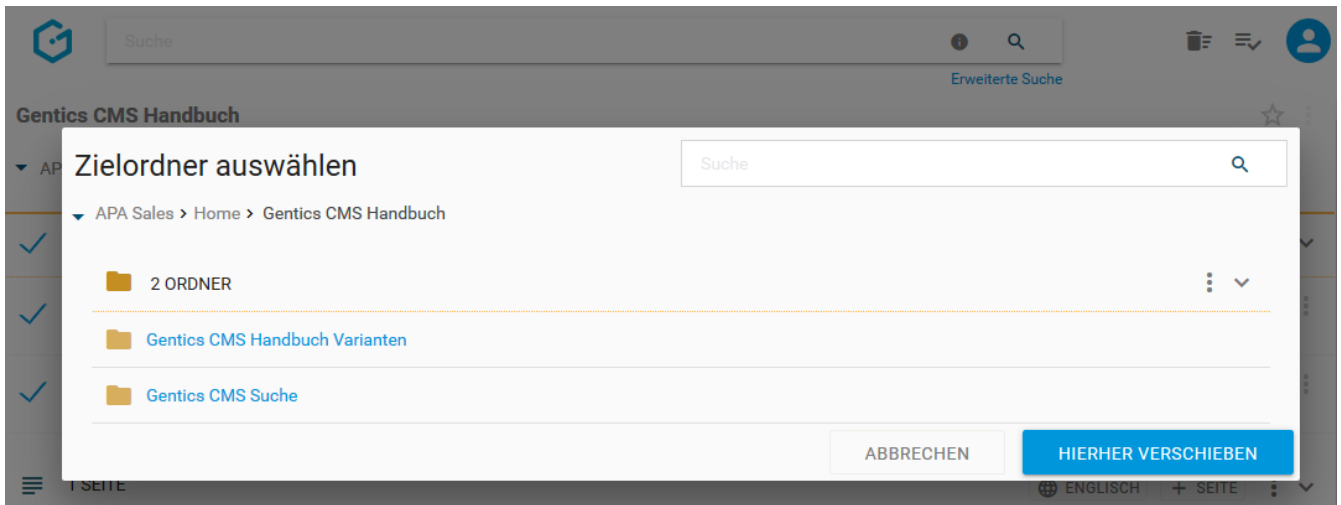 Suche
Erweiterte Suche
Gentics CMS Handbuch
AP
Zielordner auswählen
Suche
APA Sales > Home > Gentics CMS Handbuch
2 ORDNER
Gentics CMS Handbuch Varianten
Gentics CMS Suche
ABBRECHEN
HIERHER VERSCHIEBEN
1 SEITE
ENGLISCH
+ SEITE